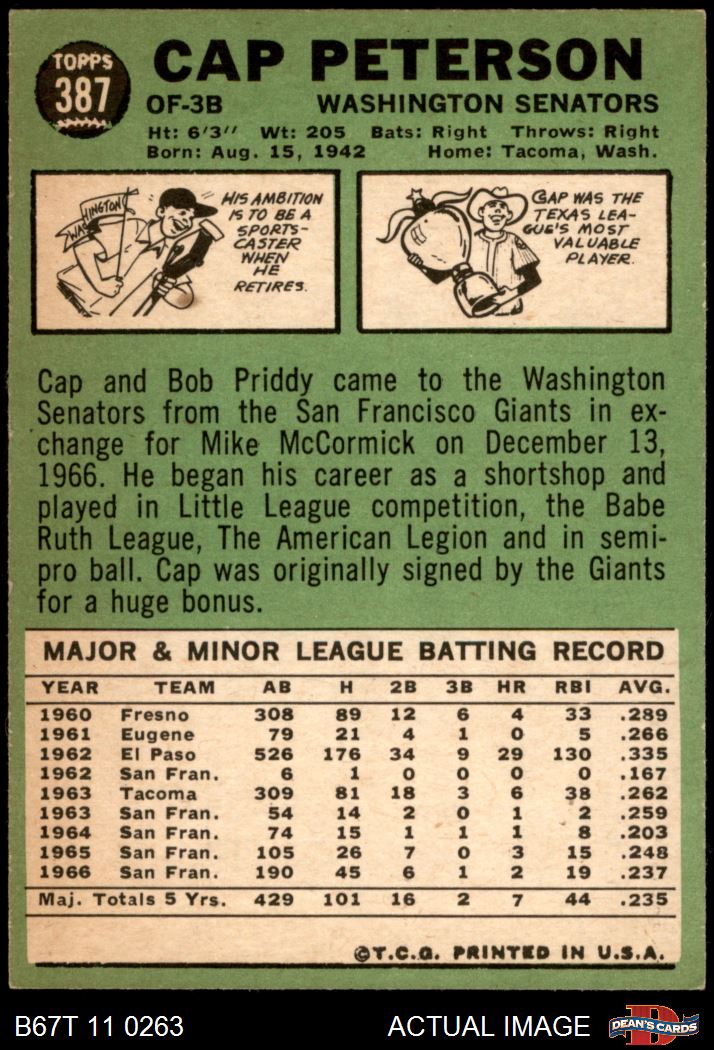 TOPPS
387
CAP PETERSON
OF-3B WASHINGTON SENATORS
Ht: 6'3'' Wt: 205 Bats: Right Throws: Right
Born: Aug. 15, 1942 Home: Tacoma, Wash.
WASHINGTON
HIS AMBITION
IS TO BE A
SPORTS-
CASTER
WHEN
HE
RETIRES.
CAP WAS THE
TEXAS LEA-
GUE'S MOST
VALUABLE
PLAYER.
Cap and Bob Priddy came to the Washington
Senators from the San Francisco Giants in ex-
change for Mike McCormick on December 13,
1966. He began his career as a shortshop and
played in Little League competition, the Babe
Ruth League, The American Legion and in semi-
pro ball. Cap was originally signed by the Giants
for a huge bonus.
MAJOR & MINOR LEAGUE BATTING RECORD
YEAR TEAM AB H 2B 3B HR RBI AVG.
1960 Fresno 308 89 12 6 4 33 .289
1961 Eugene 79 21 4 1 0 5 .266
1962 El Paso 526 176 34 9 29 130 .335
1962 San Fran. 6 1 0 0 0 0 .167
1963 Tacoma 309 81 18 3 6 38 .262
1963 San Fran. 54 14 2 0 1 2 .259
1964 San Fran. 74 15 1 1 1 8 .203
1965 San Fran. 105 26 7 0 3 15 .248
1966 San Fran. 190 45 6 1 2 19 .237
Maj. Totals 5 Yrs. 429 101 16 2 7 44 .235
©T.C.G. PRINTED IN U.S.A.
B67T 11 0263 ACTUAL IMAGE D DEAN'S CARDS